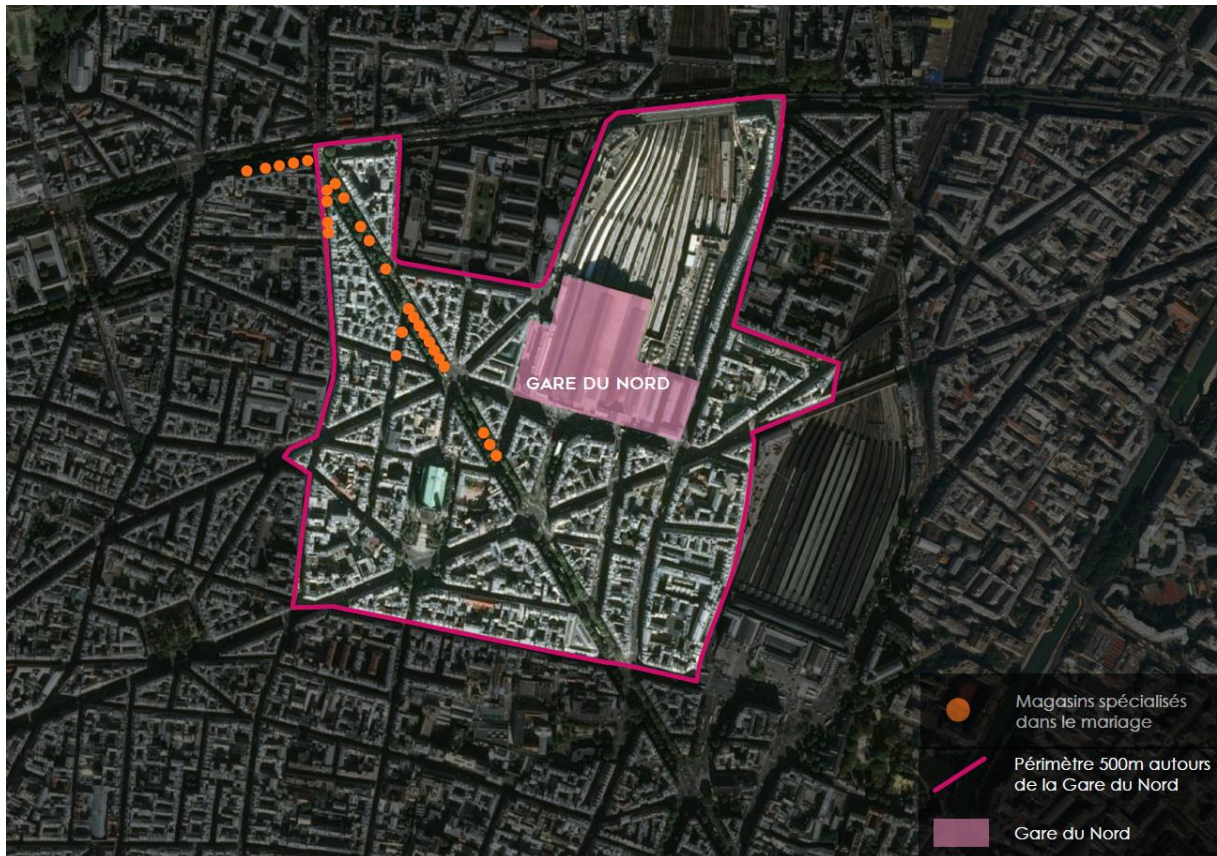 GARE DU NORD
Magasins spécialisés
dans le mariage
Périmètre 500m autours
de la Gare du Nord
Gare du Nord